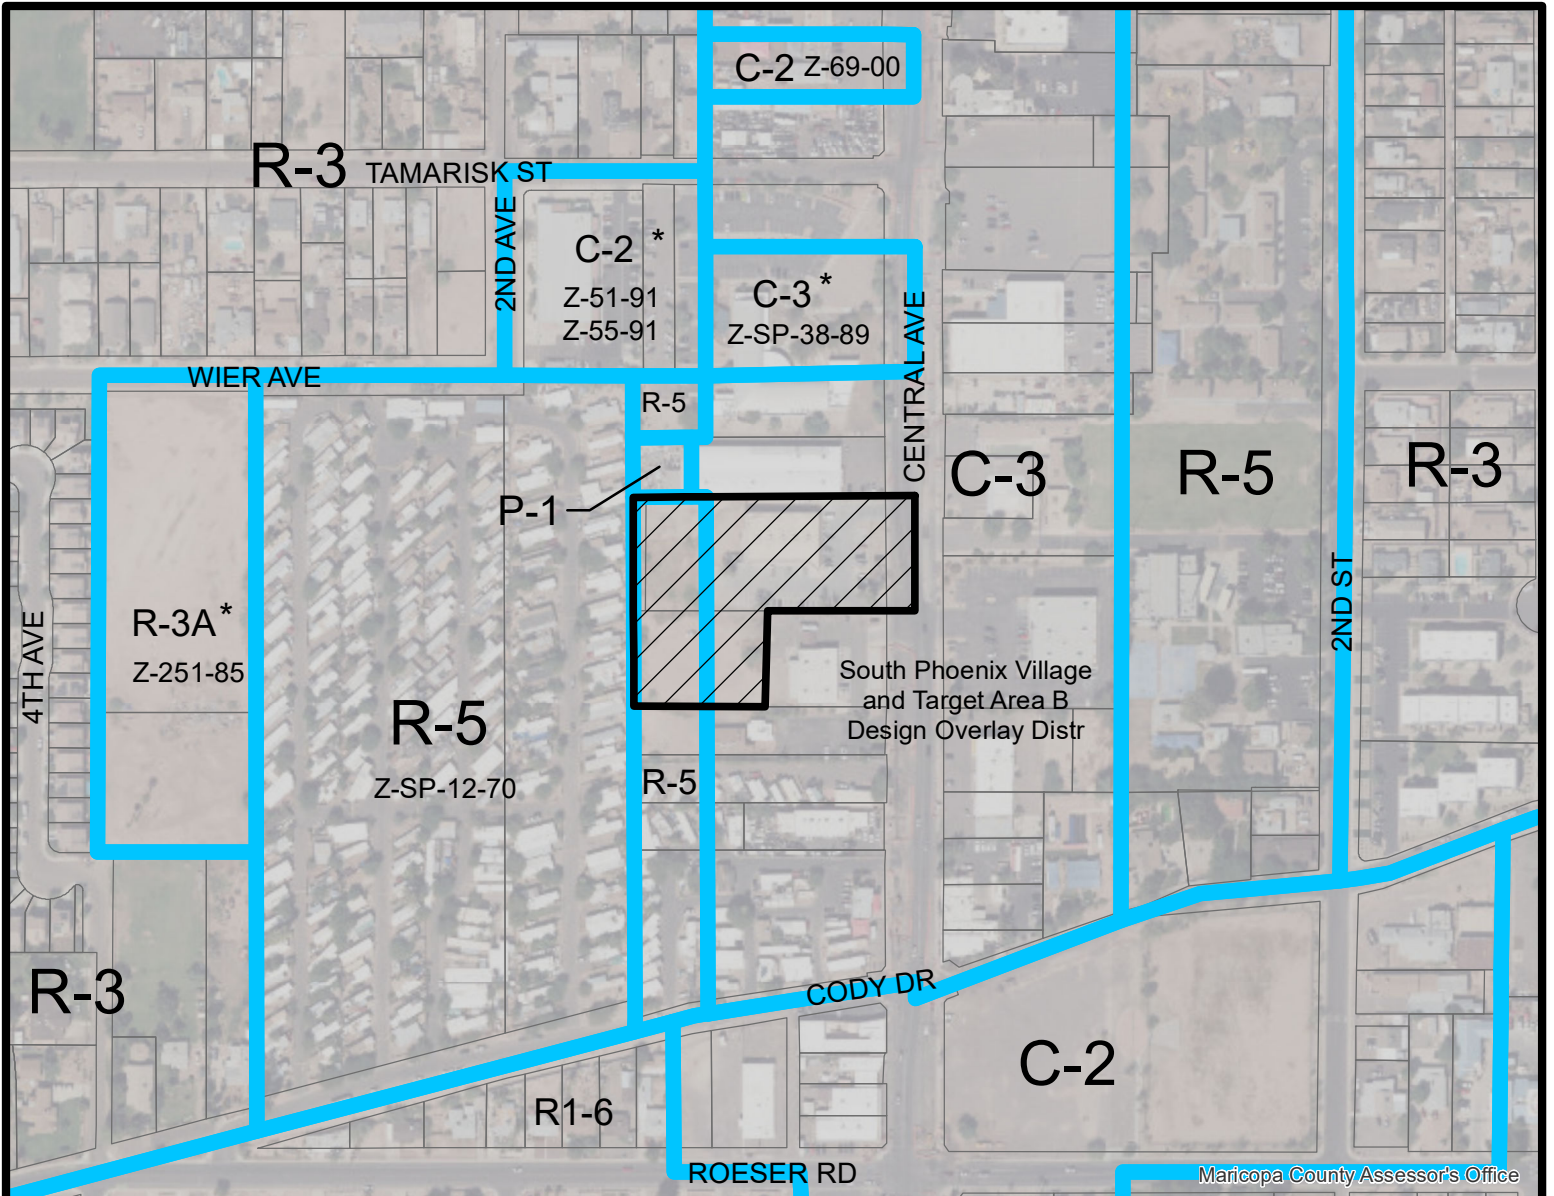 C-2 Z-69-00
R-3 TAMARISK ST
2ND AVE
C-2 *
Z-51-91
Z-55-91
C-3 *
Z-SP-38-89
CENTRAL AVE
WIER AVE
R-5
C-3
R-5
R-3
P-1
2ND ST
4TH AVE
R-3A *
Z-251-85
R-5
Z-SP-12-70
South Phoenix Village
and Target Area B
Design Overlay Distr
R-5
R-3
CODY DR
C-2
R1-6
ROESER RD
Maricopa County Assessor's Office